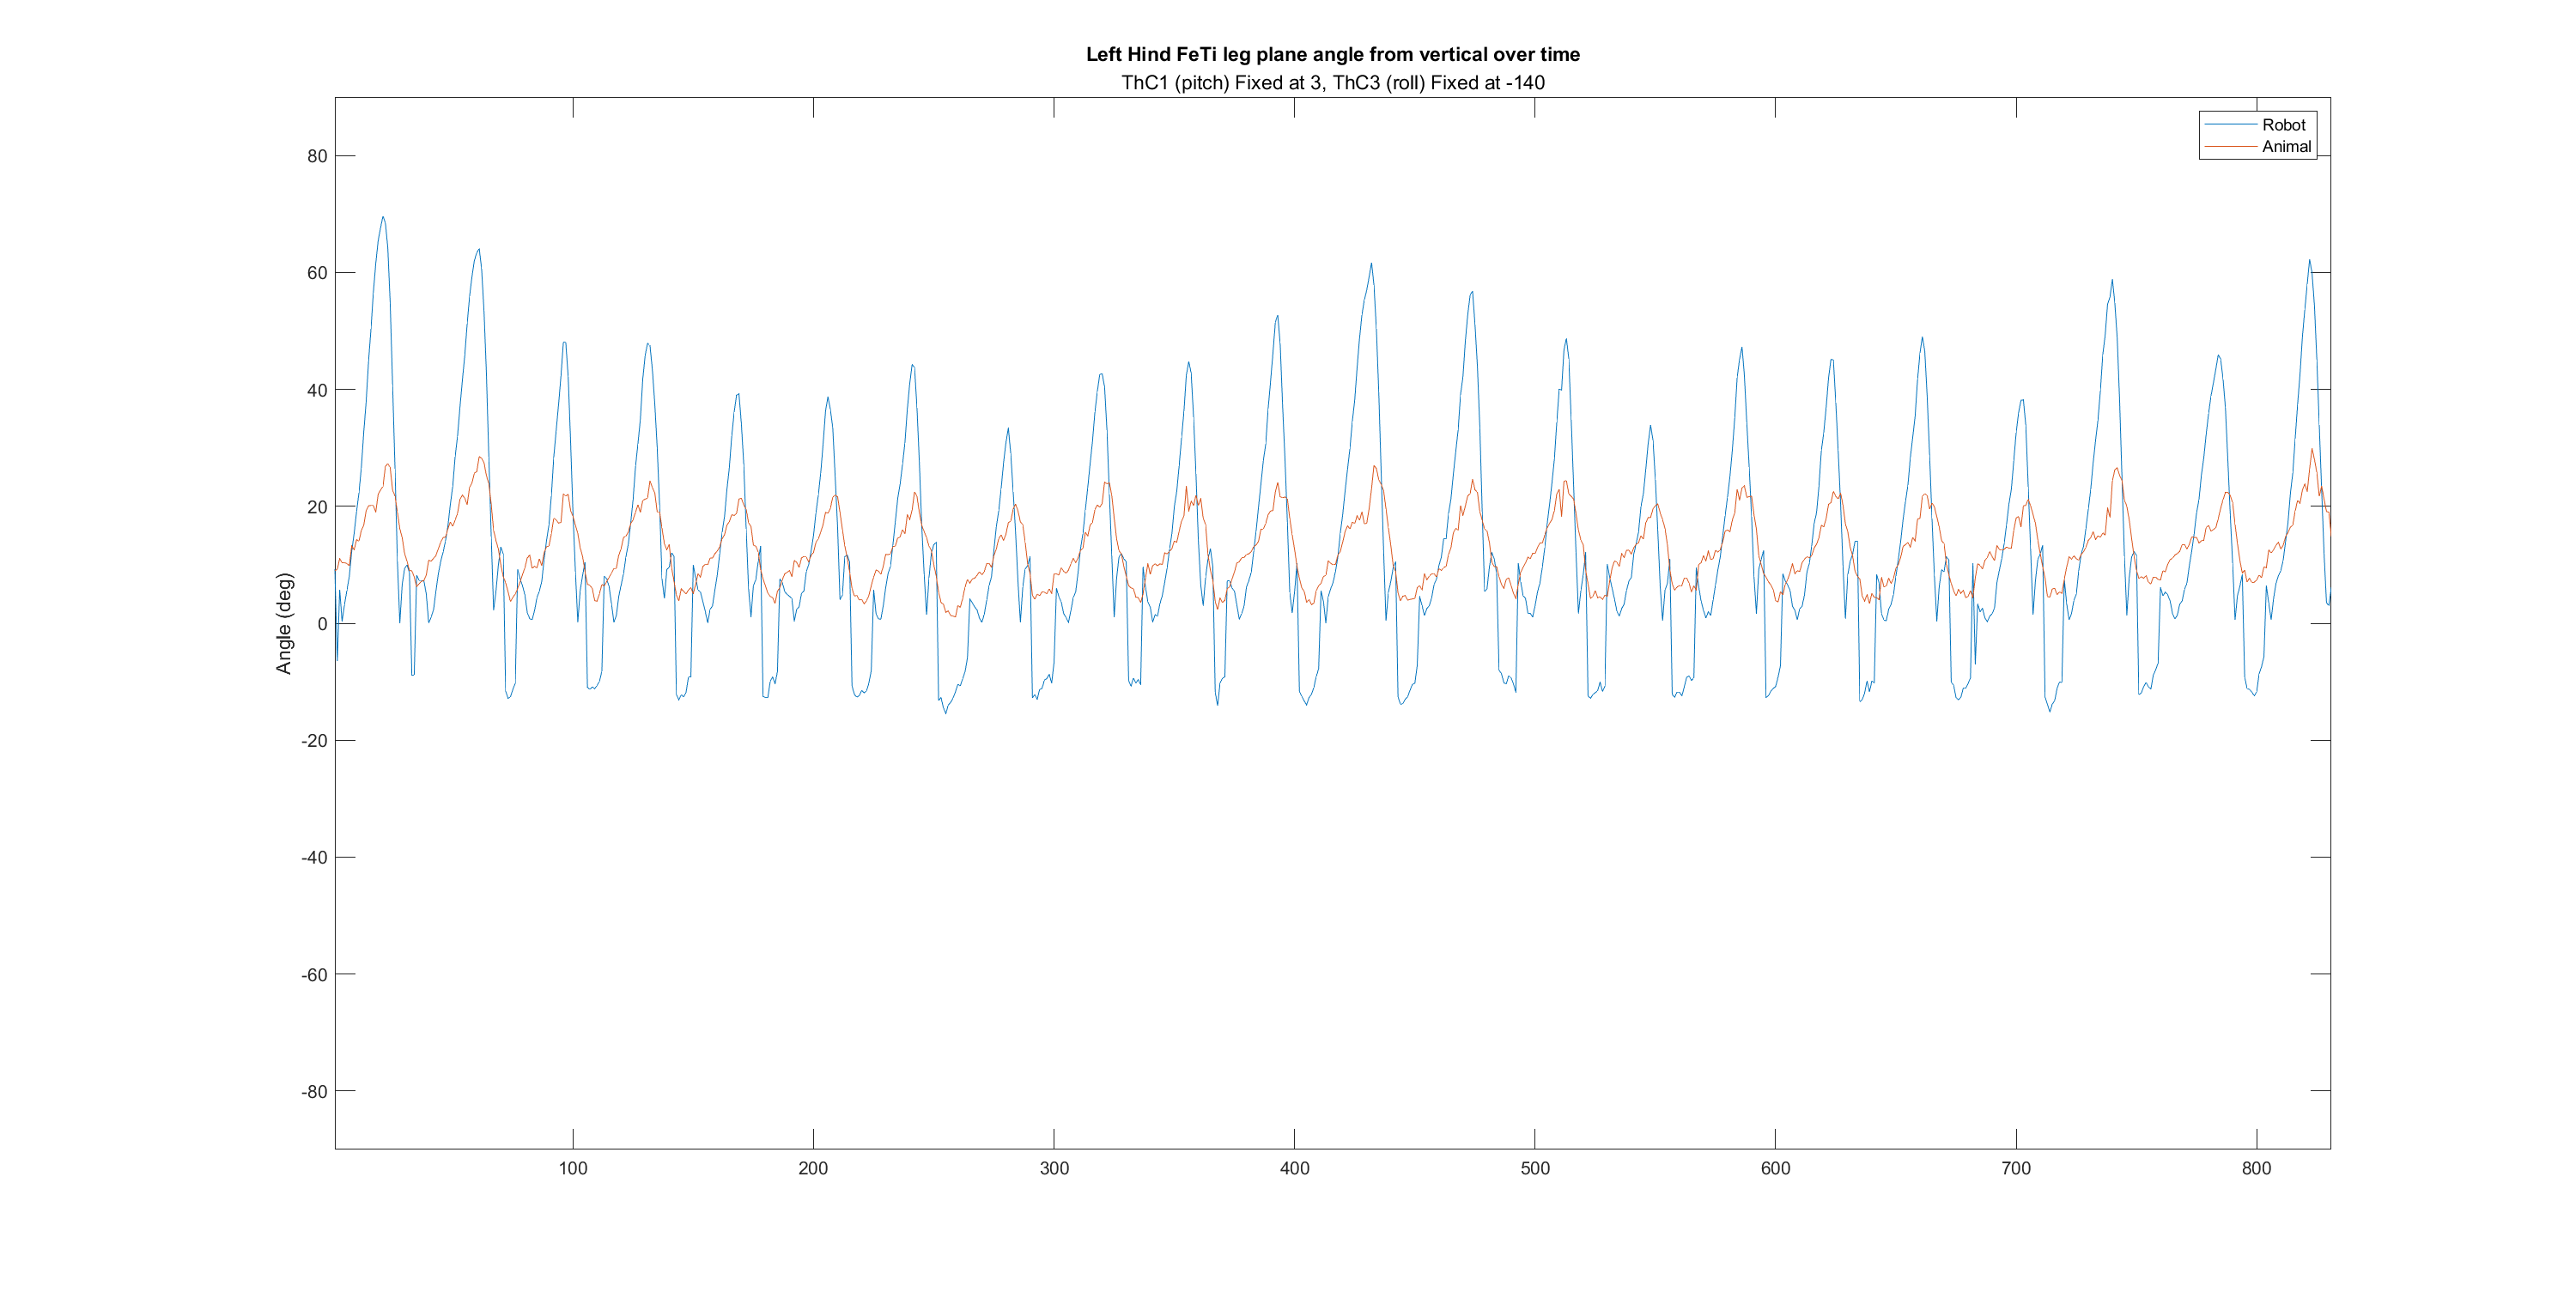 Left Hind FeTi leg plane angle from vertical over time
ThC1 (pitch) Fixed at 3, ThC3 (roll) Fixed at -140
Robot
Animal
80
60
40
20
0
-20
-40
-60
-80
Angle (deg)
100 200 300 400 500 600 700 800